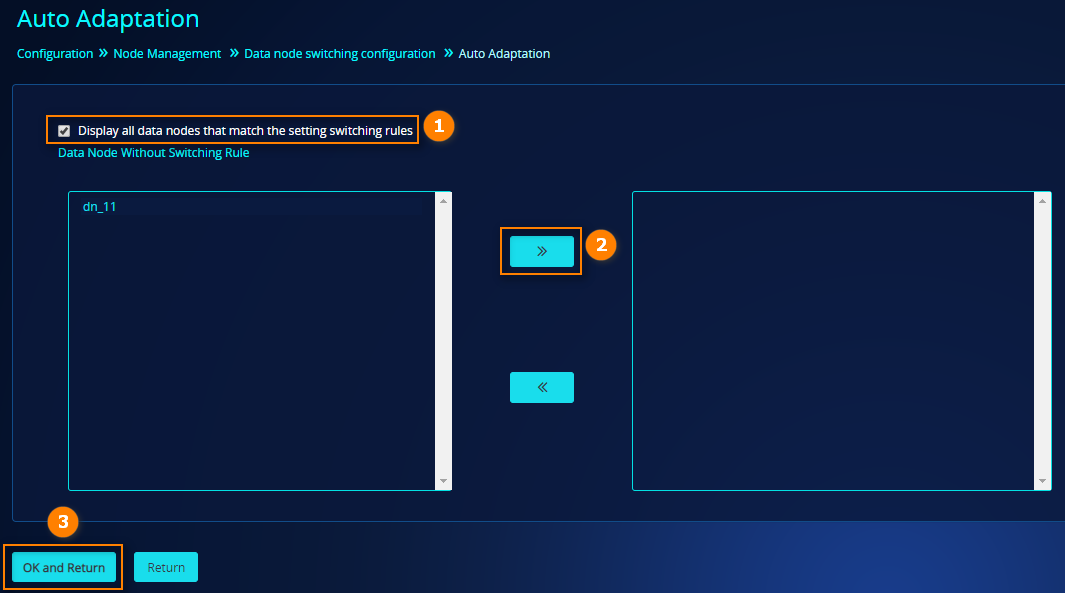 Auto Adaptation
Configuration » Node Management » Data node switching configuration » Auto Adaptation
Display all data nodes that match the setting switching rules 1
Data Node Without Switching Rule
dn_11
» 2
«
3
OK and Return Return